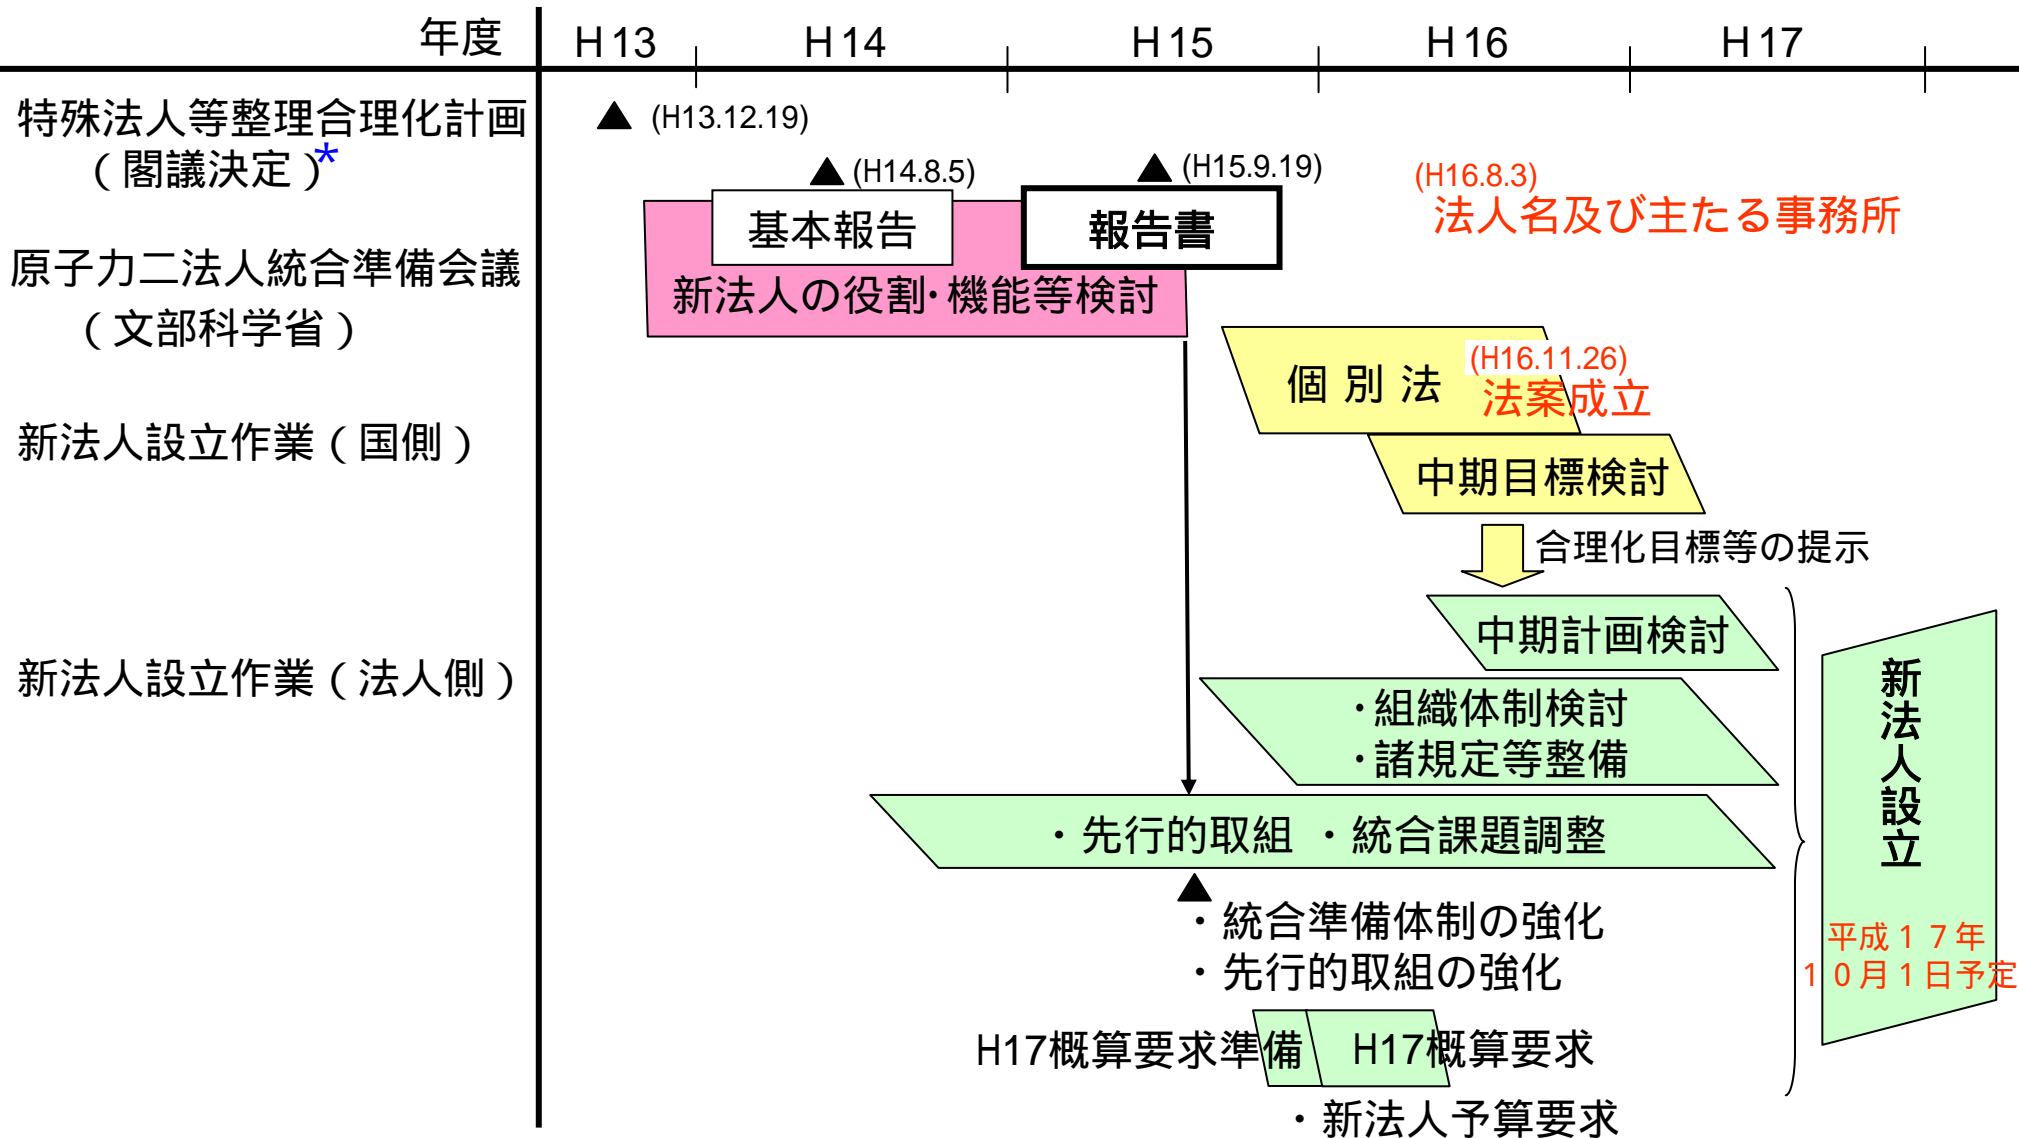 年度 H13 H14 H15 H16 H17
特殊法人等整理合理化計画
（閣議決定）*
▲ (H13.12.19)
▲ (H14.8.5)
▲ (H15.9.19)
(H16.8.3)
法人名及び主たる事務所
原子力二法人統合準備会議
（文部科学省）
基本報告
報告書
新法人の役割・機能等検討
新法人設立作業（国側）
個別法
(H16.11.26)
法案成立
中期目標検討
合理化目標等の提示
新法人設立作業（法人側）
中期計画検討
・組織体制検討
・諸規定等整備
・先行的取組 ・統合課題調整
▲
・統合準備体制の強化
・先行的取組の強化
H17概算要求準備 H17概算要求
・新法人予算要求
新法人設立
平成１７年
１０月１日予定